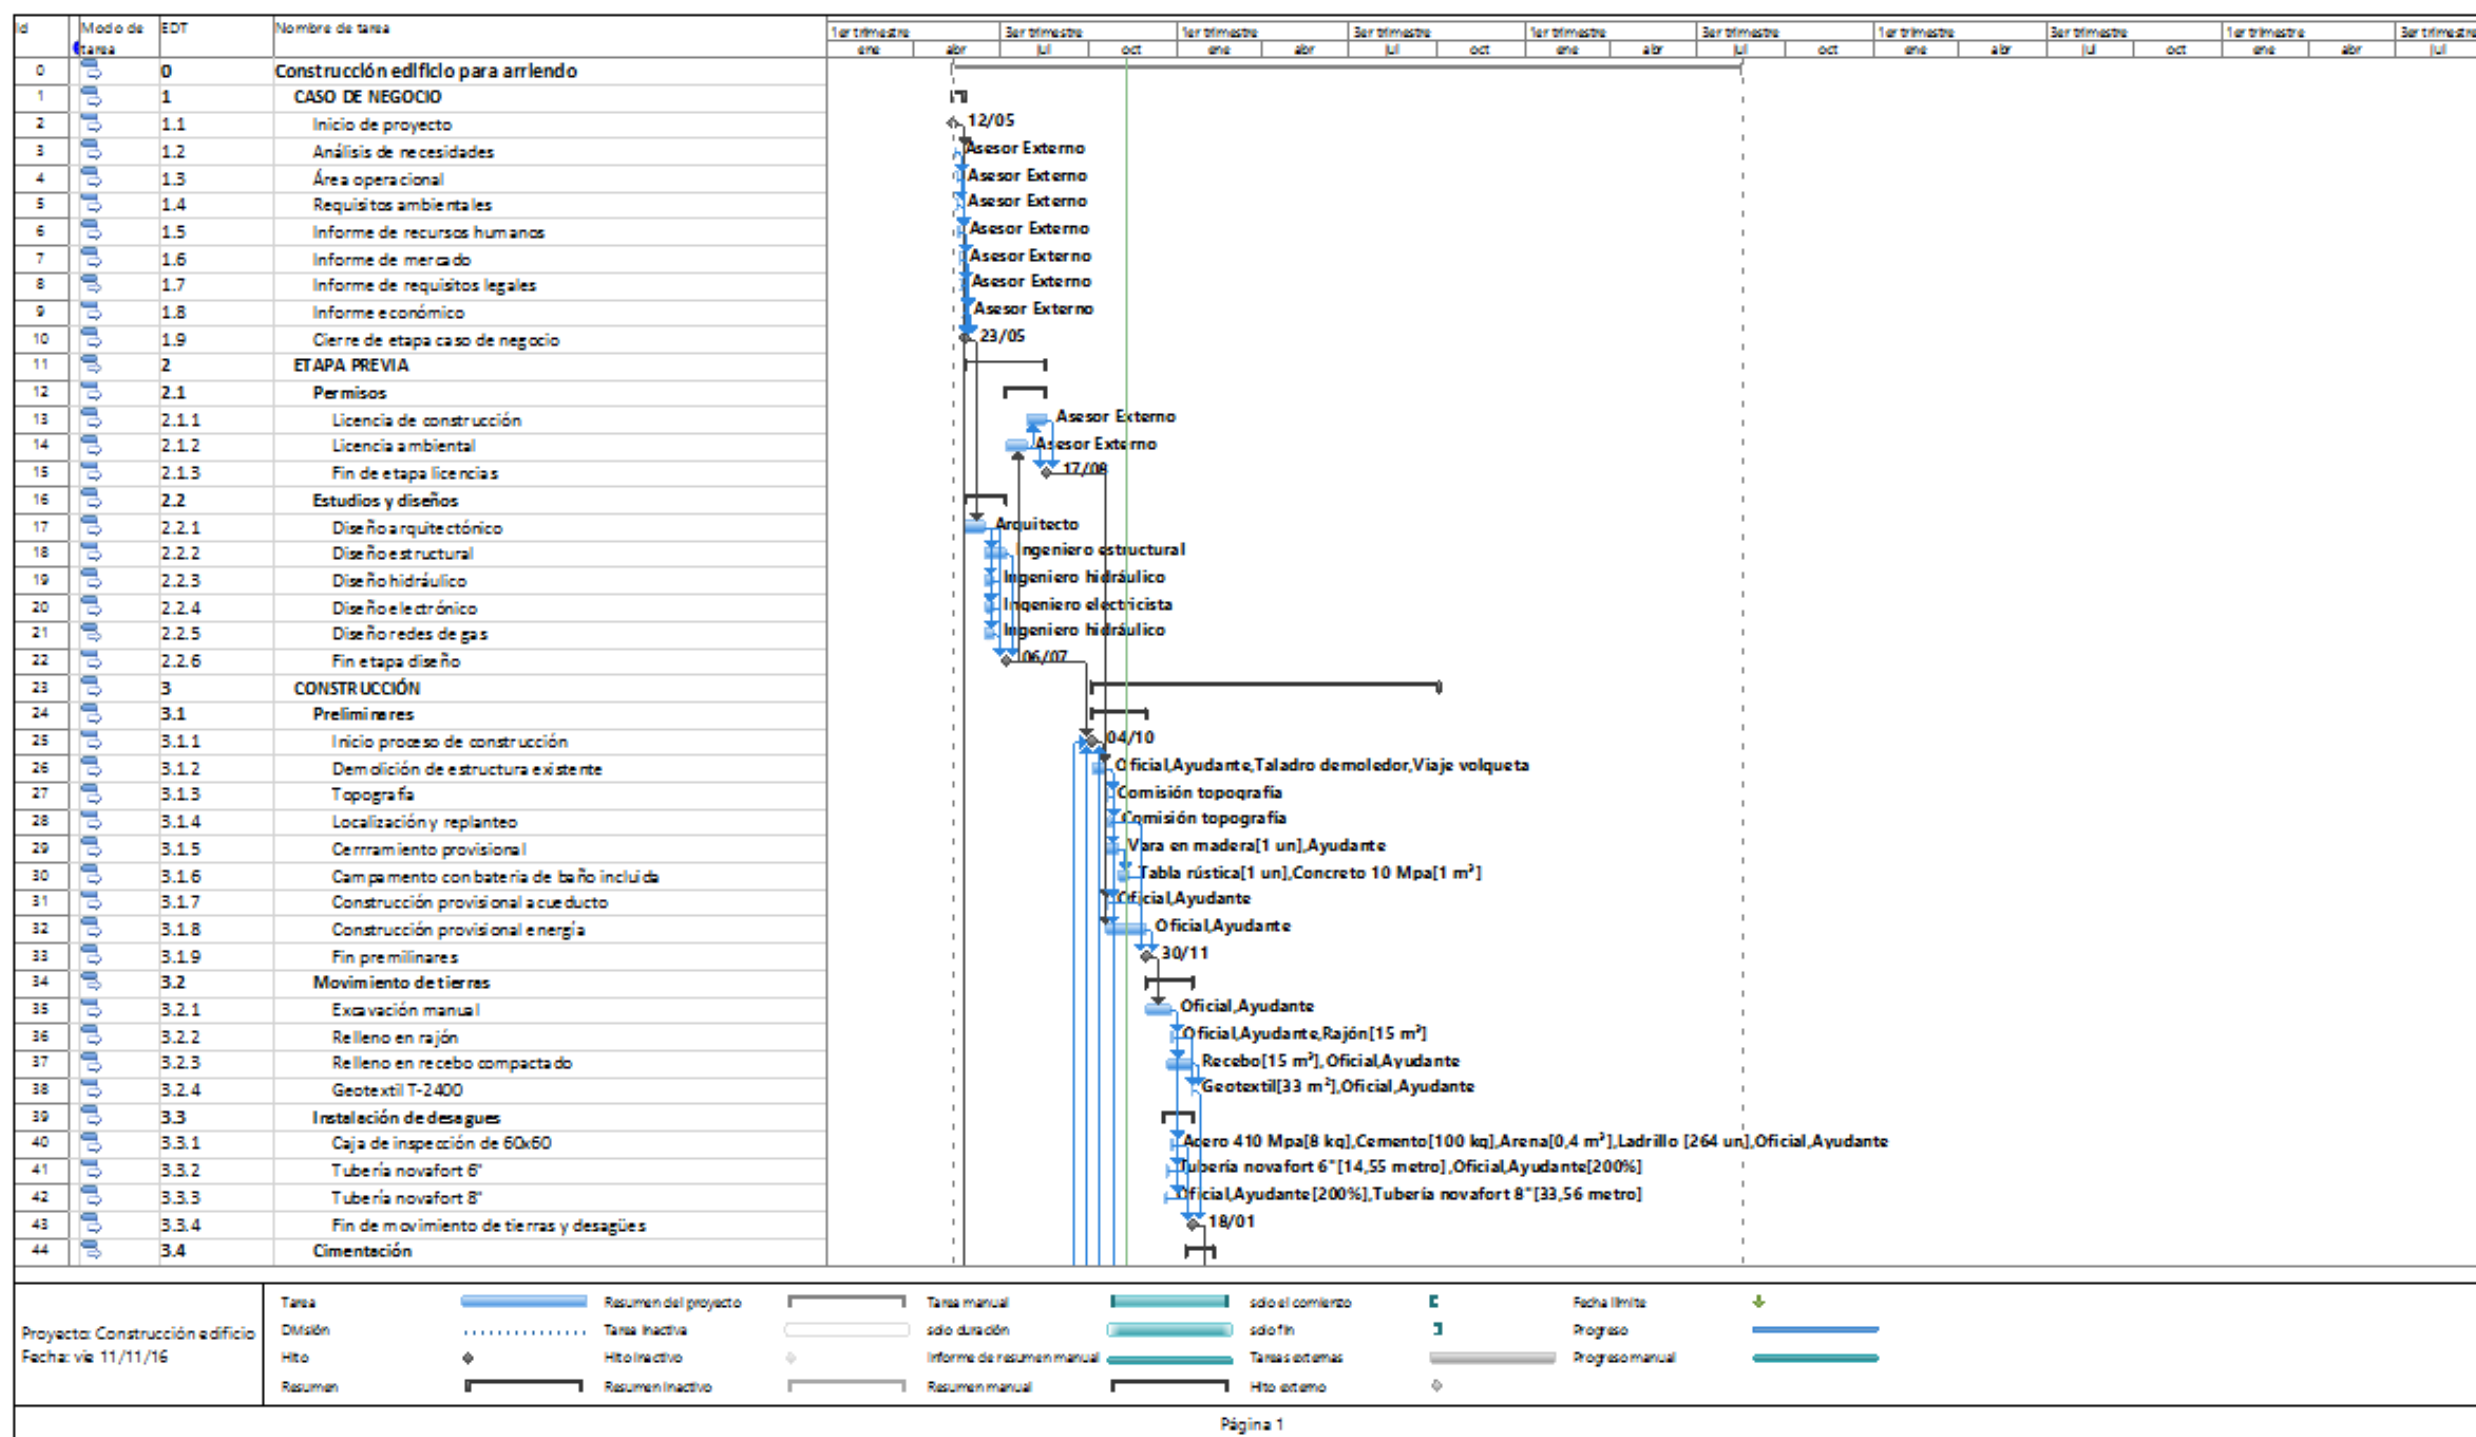 Id Modo de tarea EDT Nombre de tarea
1er trimestre 3er trimestre 1er trimestre 3er trimestre 1er trimestre 3er trimestre 1er trimestre 3er trimestre 1er trimestre 3er trimestre
ene abr jul oct ene abr jul oct ene abr jul oct ene abr jul oct ene abr jul
0 0 Construcción edificio para arriendo
1 1 CASO DE NEGOCIO
2 1.1 Inicio de proyecto 12/05
3 1.2 Análisis de necesidades Asesor Externo
4 1.3 Área operacional Asesor Externo
5 1.4 Requisitos ambientales Asesor Externo
6 1.5 Informe de recursos humanos Asesor Externo
7 1.6 Informe de mercado Asesor Externo
8 1.7 Informe de requisitos legales Asesor Externo
9 1.8 Informe económico Asesor Externo
10 1.9 Cierre de etapa caso de negocio 23/05
11 2 ETAPA PREVIA
12 2.1 Permisos
13 2.1.1 Licencia de construcción Asesor Externo
14 2.1.2 Licencia ambiental Asesor Externo
15 2.1.3 Fin de etapa licencias 17/08
16 2.2 Estudios y diseños
17 2.2.1 Diseño arquitectónico Arquitecto
18 2.2.2 Diseño estructural Ingeniero estructural
19 2.2.3 Diseño hidráulico Ingeniero hidráulico
20 2.2.4 Diseño electrónico Ingeniero electricista
21 2.2.5 Diseño redes de gas Ingeniero hidráulico
22 2.2.6 Fin etapa diseño 06/07
23 3 CONSTRUCCIÓN
24 3.1 Preliminares
25 3.1.1 Inicio proceso de construcción 04/10
26 3.1.2 Demolición de estructura existente Oficial,Ayudante,Taladro demoledor,Viaje volqueta
27 3.1.3 Topografía Comisión topografía
28 3.1.4 Localización y replanteo Comisión topografía
29 3.1.5 Cerrramiento provisional Vara en madera[1 un],Ayudante
30 3.1.6 Campamento con bateria de baño incluida Tabla rústica[1 un],Concreto 10 Mpa[1 m³]
31 3.1.7 Construcción provisional acueducto Oficial,Ayudante
32 3.1.8 Construcción provisional energía Oficial,Ayudante
33 3.1.9 Fin premilinares 30/11
34 3.2 Movimiento de tierras
35 3.2.1 Excavación manual Oficial,Ayudante
36 3.2.2 Relleno en rajón Oficial,Ayudante,Rajón[15 m³]
37 3.2.3 Relleno en recebo compactado Recebo[15 m³],Oficial,Ayudante
38 3.2.4 Geotextil T-2400 Geotextil[33 m²],Oficial,Ayudante
39 3.3 Instalación de desagues
40 3.3.1 Caja de inspección de 60x60 Acero 410 Mpa[8 kg],Cemento[100 kg],Arena[0,4 m³],Ladrillo [264 un],Oficial,Ayudante
41 3.3.2 Tubería novafort 6" Tubería novafort 6"[14,55 metro],Oficial,Ayudante[200%]
42 3.3.3 Tubería novafort 8" Oficial,Ayudante[200%],Tubería novafort 8"[33,56 metro]
43 3.3.4 Fin de movimiento de tierras y desagües 18/01
44 3.4 Cimentación
Proyecto: Construcción edificio
Fecha: vie 11/11/16
Tarea Resumen del proyecto Tarea manual solo el comienzo Fecha límite
División Tarea inactiva solo duración solo fin Progreso
Hito Hito inactivo Informe de resumen manual Tareas externas Progreso manual
Resumen Resumen inactivo Resumen manual Hito externo
Página 1